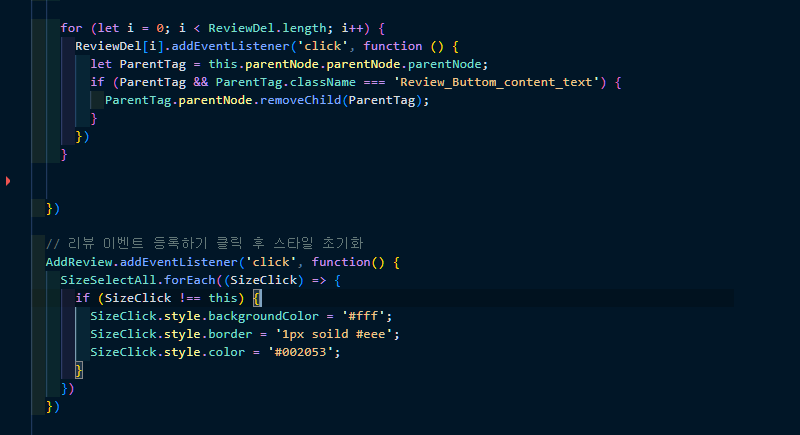 for (let i = 0; i < ReviewDel.length; i++) {
ReviewDel[i].addEventListener('click', function () {
let ParentTag = this.parentNode.parentNode.parentNode;
if (ParentTag && ParentTag.className === 'Review_Buttom_content_text') {
ParentTag.parentNode.removeChild(ParentTag);
}
})
}
})
// 리뷰 이벤트 등록하기 클릭 후 스타일 초기화
AddReview.addEventListener('click', function() {
SizeSelectAll.forEach((SizeClick) => {
if (SizeClick !== this) {
SizeClick.style.backgroundColor = '#fff';
SizeClick.style.border = '1px soild #eee';
SizeClick.style.color = '#002053';
}
})
})